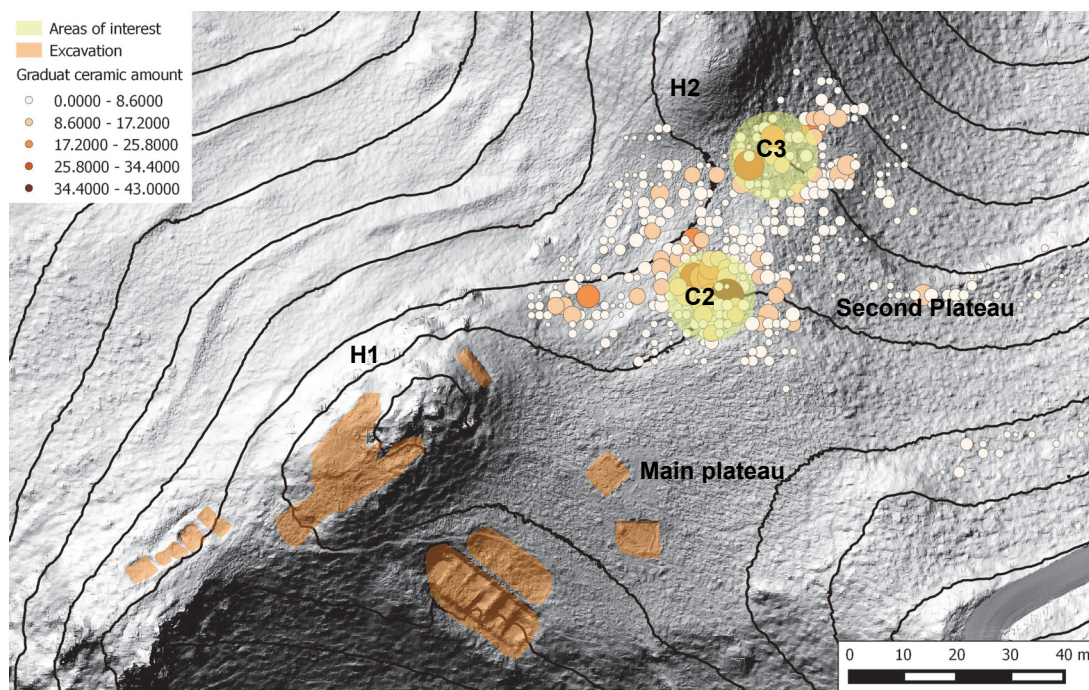 Areas of interest
Excavation
Graduat ceramic amount
0.0000 - 8.6000
8.6000 - 17.2000
17.2000 - 25.8000
25.8000 - 34.4000
34.4000 - 43.0000
H2
C3
C2
Second Plateau
H1
Main plateau
0 10 20 30 40 m